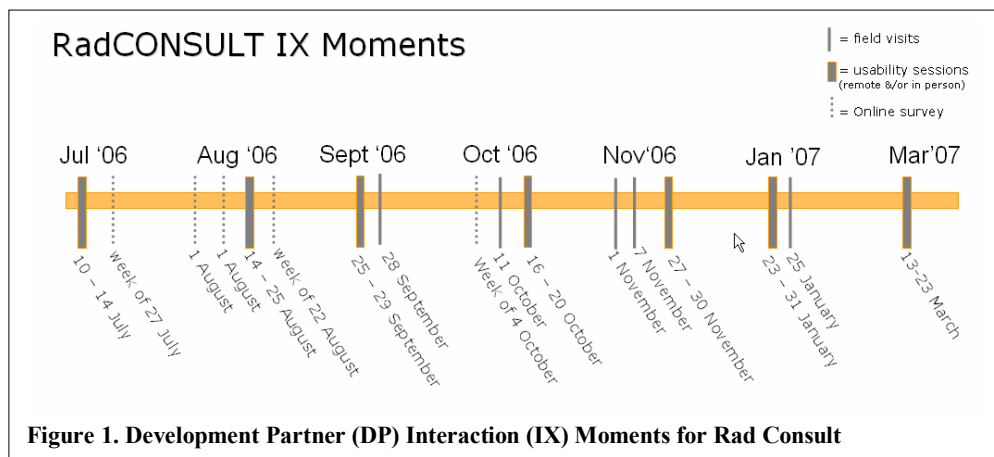 RadCONSULT IX Moments
= field visits
= usability sessions
(remote &/or in person)
= Online survey
Jul ‘06
Aug ‘06
Sept ‘06
Oct ‘06
Nov‘06
Jan ’07
Mar’07
10 – 14 July
week of 27 July
1 August
1 August
14 – 25 August
week of 22 August
25 – 29 September
28 September
Week of 4 October
11 October
16 – 20 October
1 November
7 November
27 – 30 November
23 – 31 January
25 January
13-23 March
Figure 1. Development Partner (DP) Interaction (IX) Moments for Rad Consult